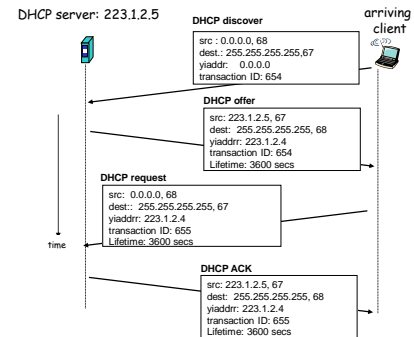 DHCP server: 223.1.2.5
arriving
client
DHCP discover
src : 0.0.0.0, 68
dest.: 255.255.255.255,67
yiaddr: 0.0.0.0
transaction ID: 654
DHCP offer
src: 223.1.2.5, 67
dest: 255.255.255.255, 68
yiaddrr: 223.1.2.4
transaction ID: 654
Lifetime: 3600 secs
DHCP request
src: 0.0.0.0, 68
dest:: 255.255.255.255, 67
yiaddrr: 223.1.2.4
transaction ID: 655
Lifetime: 3600 secs
time
DHCP ACK
src: 223.1.2.5, 67
dest: 255.255.255.255, 68
yiaddrr: 223.1.2.4
transaction ID: 655
Lifetime: 3600 secs